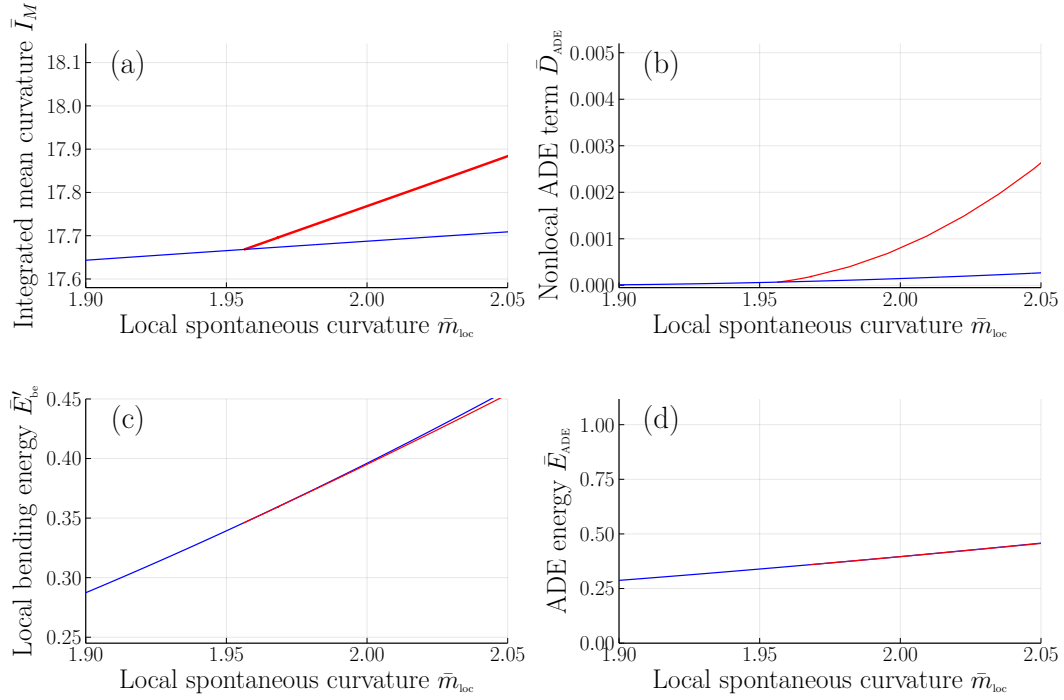 (a)
Integrated mean curvature Ī_M
18.1
18.0
17.9
17.8
17.7
17.6
1.90 1.95 2.00 2.05
Local spontaneous curvature m̄_loc
(b)
Nonlocal ADE term D̄_ADE
0.005
0.004
0.003
0.002
0.001
0.000
1.90 1.95 2.00 2.05
Local spontaneous curvature m̄_loc
(c)
Local bending energy Ē′_be
0.45
0.40
0.35
0.30
0.25
1.90 1.95 2.00 2.05
Local spontaneous curvature m̄_loc
(d)
ADE energy Ē_ADE
1.00
0.75
0.50
0.25
0.00
1.90 1.95 2.00 2.05
Local spontaneous curvature m̄_loc